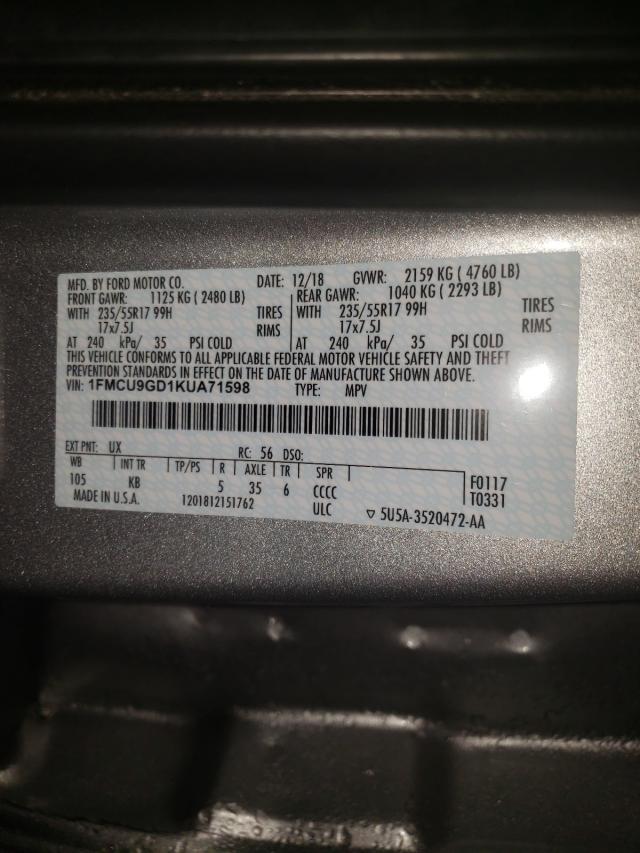 MFD. BY FORD MOTOR CO. DATE: 12/18 GVWR: 2159 KG ( 4760 LB)
FRONT GAWR: 1125 KG ( 2480 LB) REAR GAWR: 1040 KG ( 2293 LB)
WITH 235/55R17 99H TIRES WITH 235/55R17 99H TIRES
17x7.5J RIMS 17x7.5J RIMS
AT 240 kPa/ 35 PSI COLD AT 240 kPa/ 35 PSI COLD
THIS VEHICLE CONFORMS TO ALL APPLICABLE FEDERAL MOTOR VEHICLE SAFETY AND THEFT
PREVENTION STANDARDS IN EFFECT ON THE DATE OF MANUFACTURE SHOWN ABOVE.
VIN: 1FMCU9GD1KUA71598 TYPE: MPV
EXT PNT: UX RC: 56 DSO:
WB INT TR TP/PS R AXLE TR SPR
105 KB 5 35 6 CCCC F0117
MADE IN U.S.A. 1201812151762 ULC T0331
▽ 5U5A-3520472-AA